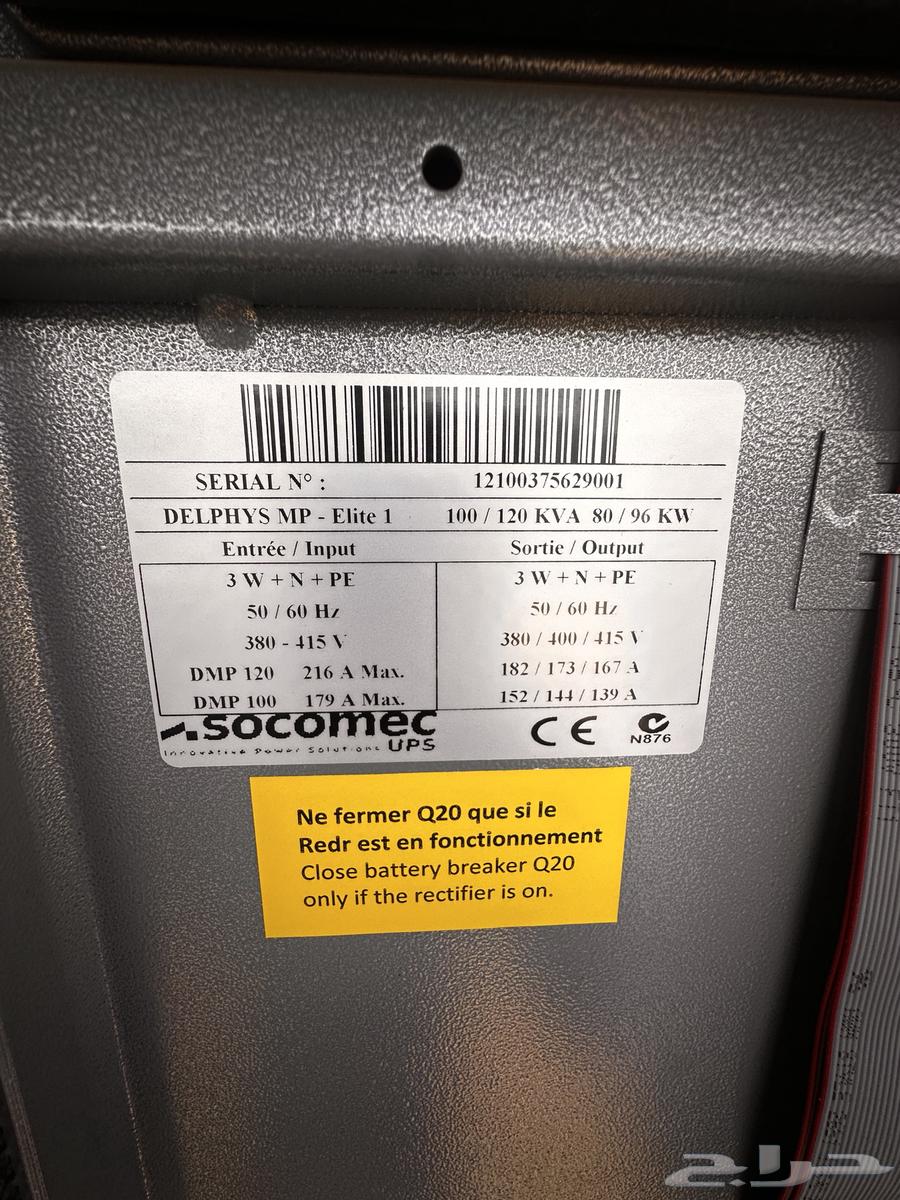 SERIAL N° : 12100375629001
DELPHYS MP - Elite 1 100 / 120 KVA 80 / 96 KW
Entrée / Input Sortie / Output
3 W + N + PE 3 W + N + PE
50 / 60 Hz 50 / 60 Hz
380 - 415 V 380 / 400 / 415 V
DMP 120 216 A Max. 182 / 173 / 167 A
DMP 100 179 A Max. 152 / 144 / 139 A
socomec
Innovative Power Solutions UPS
CE N876
Ne fermer Q20 que si le
Redr est en fonctionnement
Close battery breaker Q20
only if the rectifier is on.
حراج